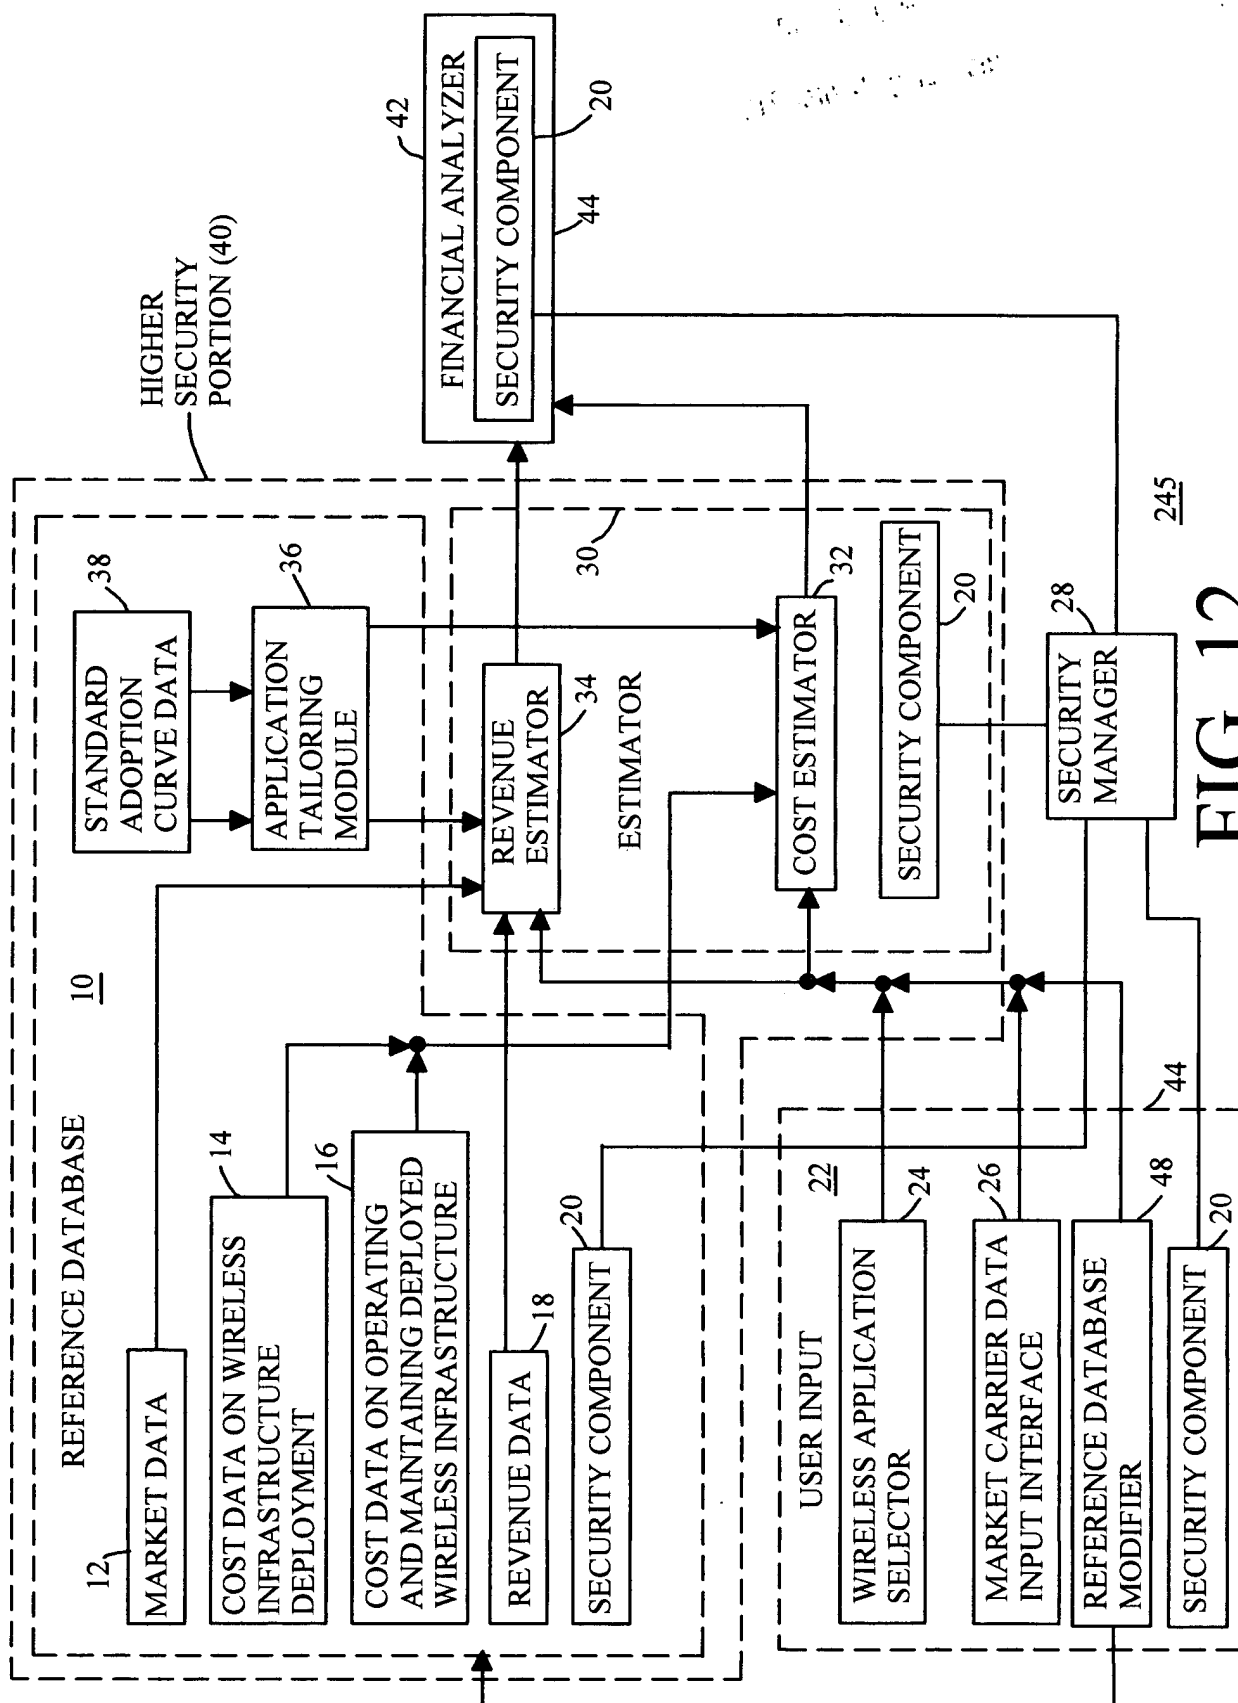 REFERENCE DATABASE
10
12
MARKET DATA
14
COST DATA ON WIRELESS
INFRASTRUCTURE
DEPLOYMENT
16
COST DATA ON OPERATING
AND MAINTAINING DEPLOYED
WIRELESS INFRASTRUCTURE
18
REVENUE DATA
20
SECURITY COMPONENT
STANDARD
ADOPTION
CURVE DATA
38
APPLICATION
TAILORING
MODULE
36
HIGHER
SECURITY
PORTION (40)
REVENUE
ESTIMATOR
34
ESTIMATOR
30
COST ESTIMATOR
32
SECURITY COMPONENT
20
42
FINANCIAL ANALYZER
SECURITY COMPONENT
20
44
USER INPUT
22
WIRELESS APPLICATION
SELECTOR
24
MARKET CARRIER DATA
INPUT INTERFACE
26
REFERENCE DATABASE
MODIFIER
48
SECURITY COMPONENT
20
44
SECURITY
MANAGER
28
245
FIG. 12